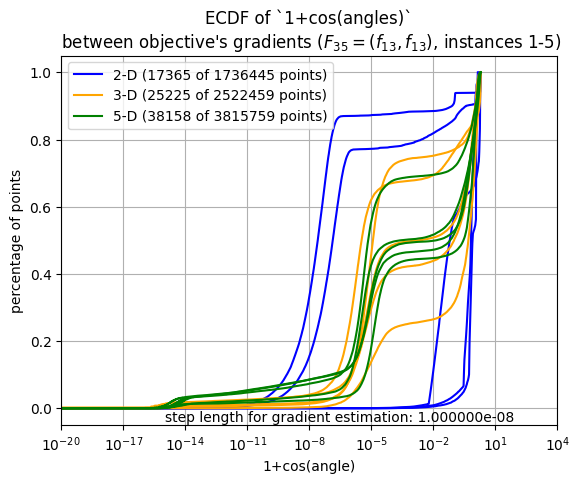 ECDF of `1+cos(angles)`
between objective's gradients (F₃₅ = (f₁₃, f₁₃), instances 1-5)
2-D (17365 of 1736445 points)
3-D (25225 of 2522459 points)
5-D (38158 of 3815759 points)
percentage of points
1.0
0.8
0.6
0.4
0.2
0.0
step length for gradient estimation: 1.000000e-08
10⁻²⁰ 10⁻¹⁷ 10⁻¹⁴ 10⁻¹¹ 10⁻⁸ 10⁻⁵ 10⁻² 10¹ 10⁴
1+cos(angle)